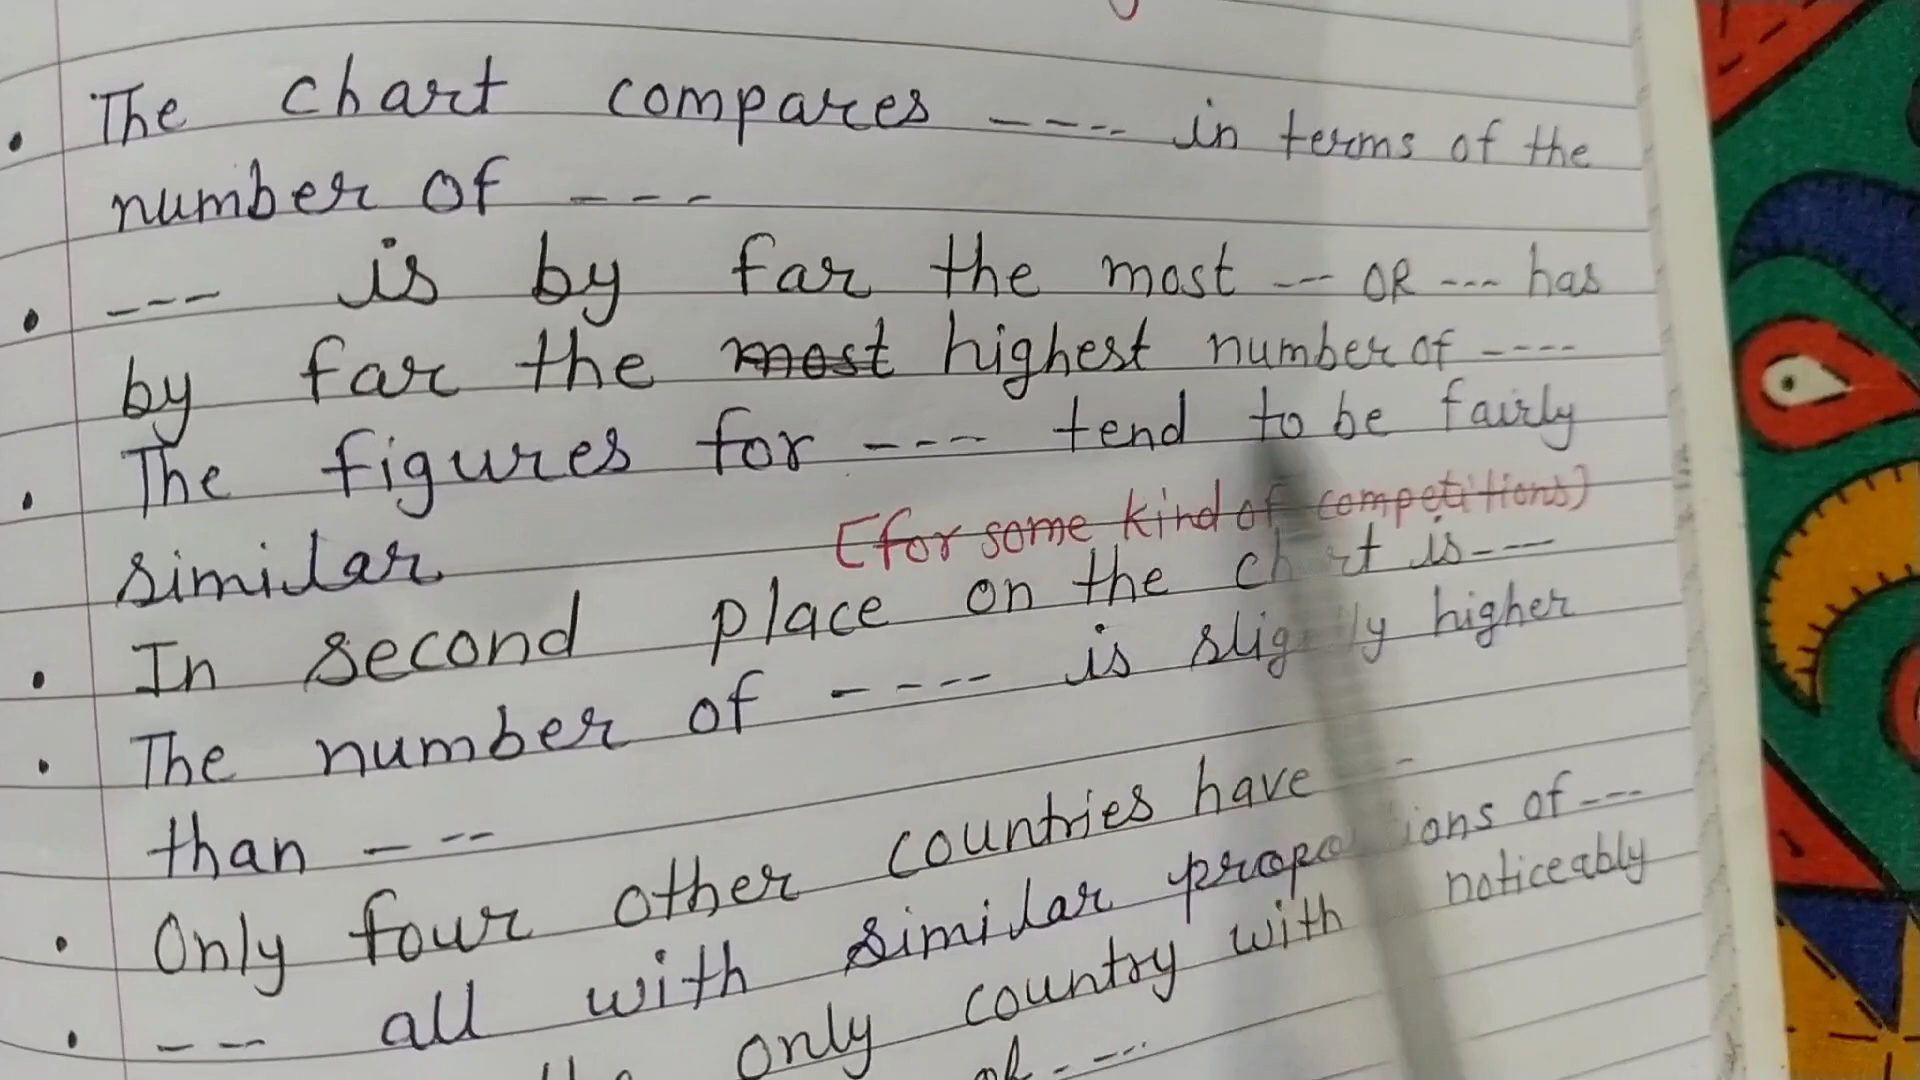 • The chart compares ---- in terms of the
number of ---
• --- is by far the most -- OR --- has
by far the most highest number of ----
• The figures for ---- tend to be fairly
similar
[for some kind of competitions]
• In second place on the chart is ---
• The number of ---- is slightly higher
than ---
• Only four other countries have -
• -- all with similar proportions of ---
only country with noticeably
of ----